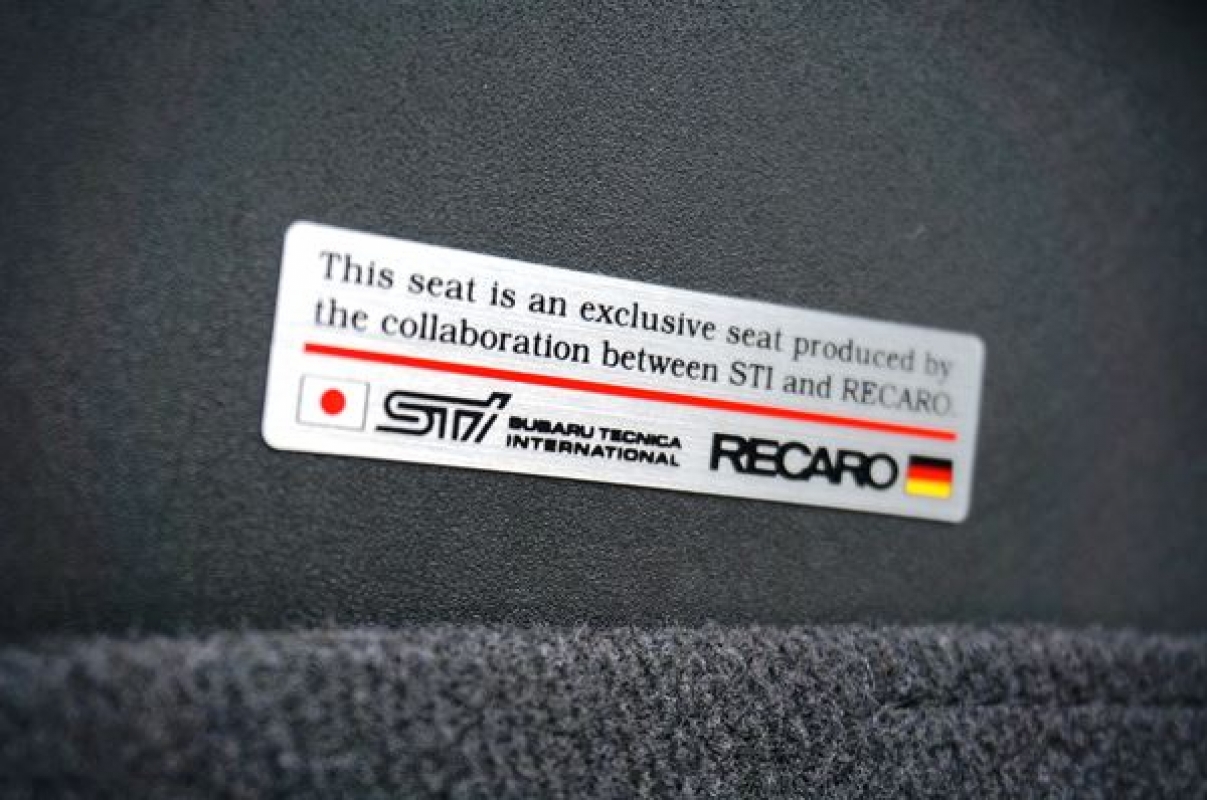 This seat is an exclusive seat produced by
the collaboration between STI and RECARO.
STI SUBARU TECNICA
INTERNATIONAL
RECARO